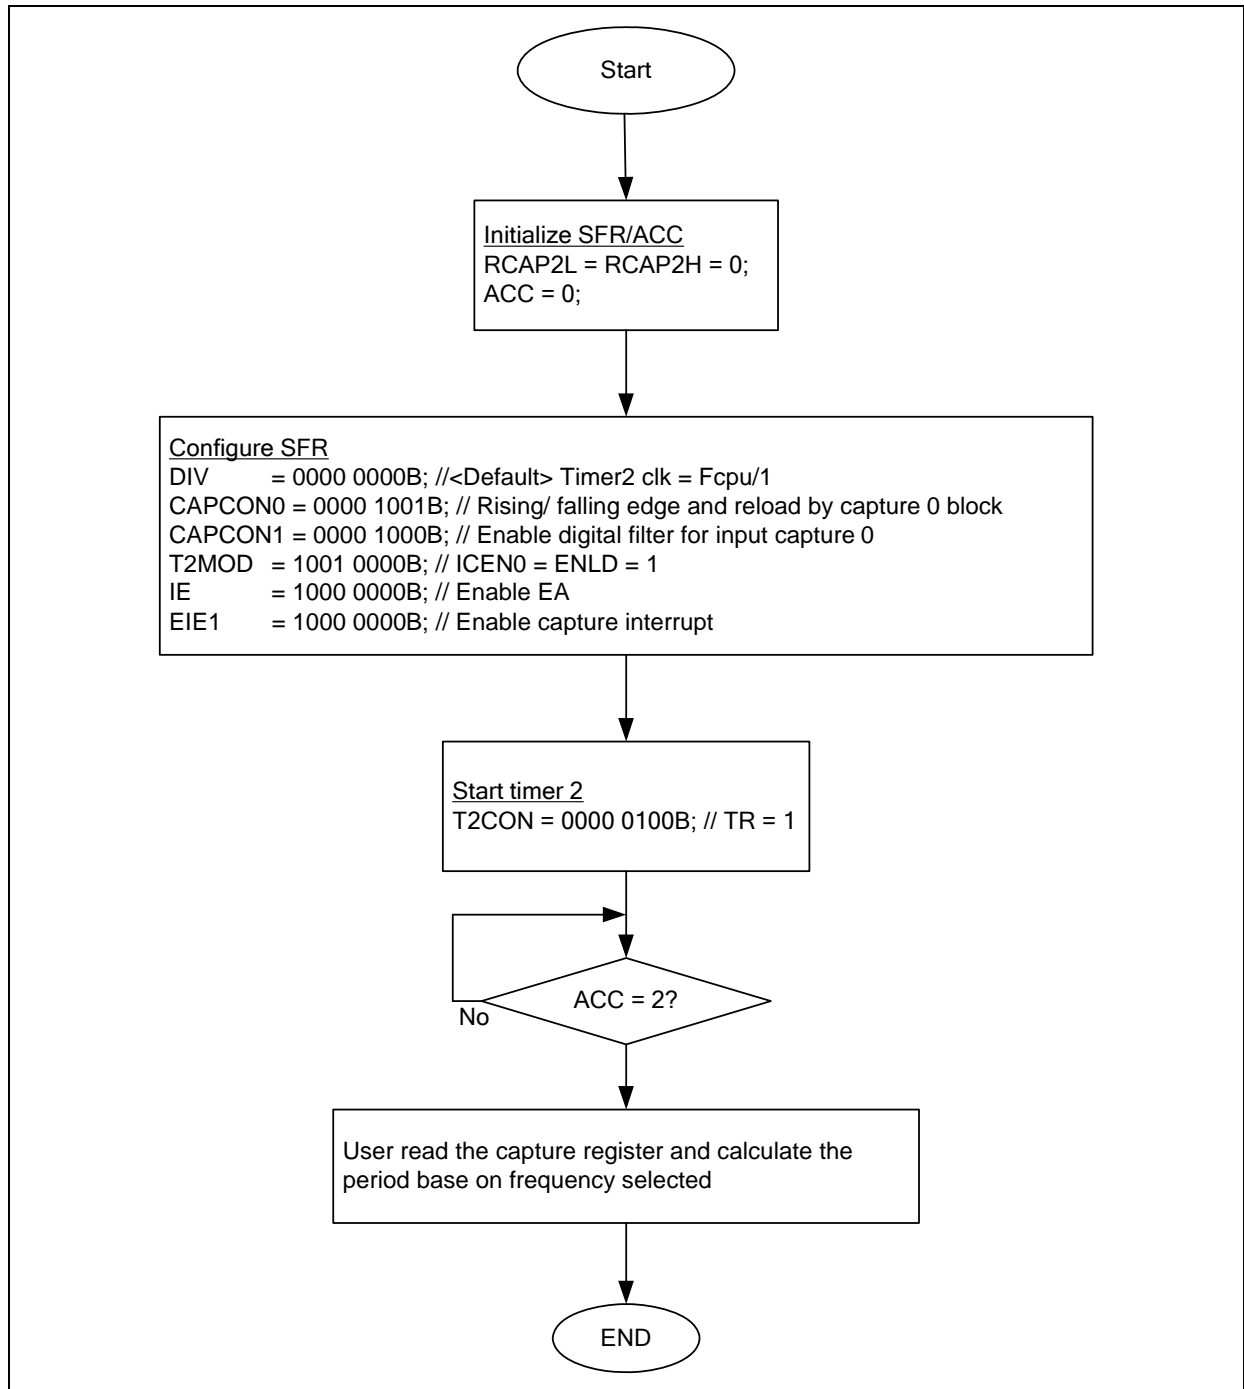 Start
Initialize SFR/ACC
RCAP2L = RCAP2H = 0;
ACC = 0;
Configure SFR
DIV = 0000 0000B; //<Default> Timer2 clk = Fcpu/1
CAPCON0 = 0000 1001B; // Rising/ falling edge and reload by capture 0 block
CAPCON1 = 0000 1000B; // Enable digital filter for input capture 0
T2MOD = 1001 0000B; // ICEN0 = ENLD = 1
IE = 1000 0000B; // Enable EA
EIE1 = 1000 0000B; // Enable capture interrupt
Start timer 2
T2CON = 0000 0100B; // TR = 1
ACC = 2?
No
User read the capture register and calculate the
period base on frequency selected
END